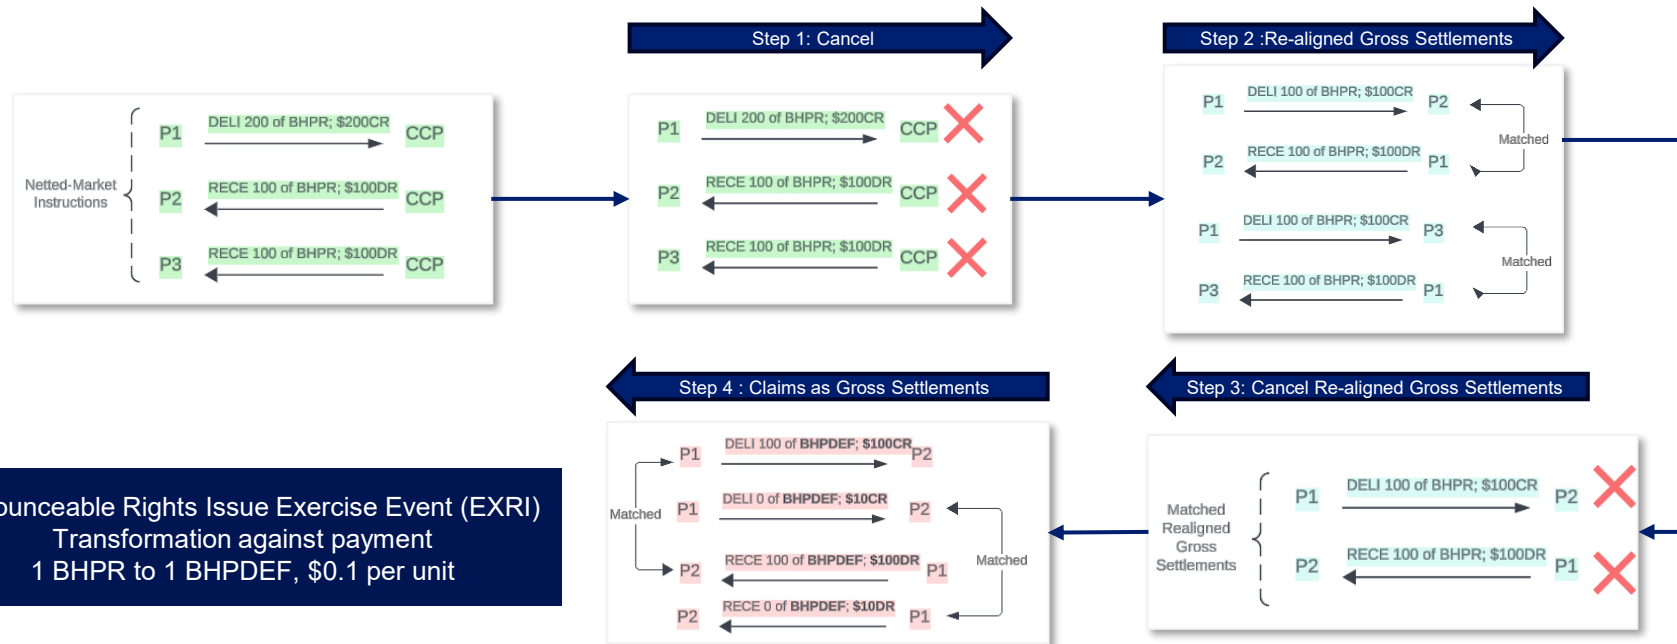 Step 1: Cancel
Step 2 :Re-aligned Gross Settlements
Netted-Market
Instructions
P1 DELI 200 of BHPR; $200CR CCP
P2 RECE 100 of BHPR; $100DR CCP
P3 RECE 100 of BHPR; $100DR CCP
P1 DELI 200 of BHPR; $200CR CCP
P2 RECE 100 of BHPR; $100DR CCP
P3 RECE 100 of BHPR; $100DR CCP
P1 DELI 100 of BHPR; $100CR P2
Matched
P2 RECE 100 of BHPR; $100DR P1
P1 DELI 100 of BHPR; $100CR P3
Matched
P3 RECE 100 of BHPR; $100DR P1
Step 4 : Claims as Gross Settlements
Step 3: Cancel Re-aligned Gross Settlements
Matched
Realigned
Gross
Settlements
P1 DELI 100 of BHPR; $100CR P2
P2 RECE 100 of BHPR; $100DR P1
P1 DELI 100 of BHPDEF; $100CR P2
Matched
P1 DELI 0 of BHPDEF; $10CR P2
Matched
P2 RECE 100 of BHPDEF; $100DR P1
P2 RECE 0 of BHPDEF; $10DR P1
Rights Issue Exercise Event (EXRI)
Transformation against payment
1 BHPR to 1 BHPDEF, $0.1 per unit